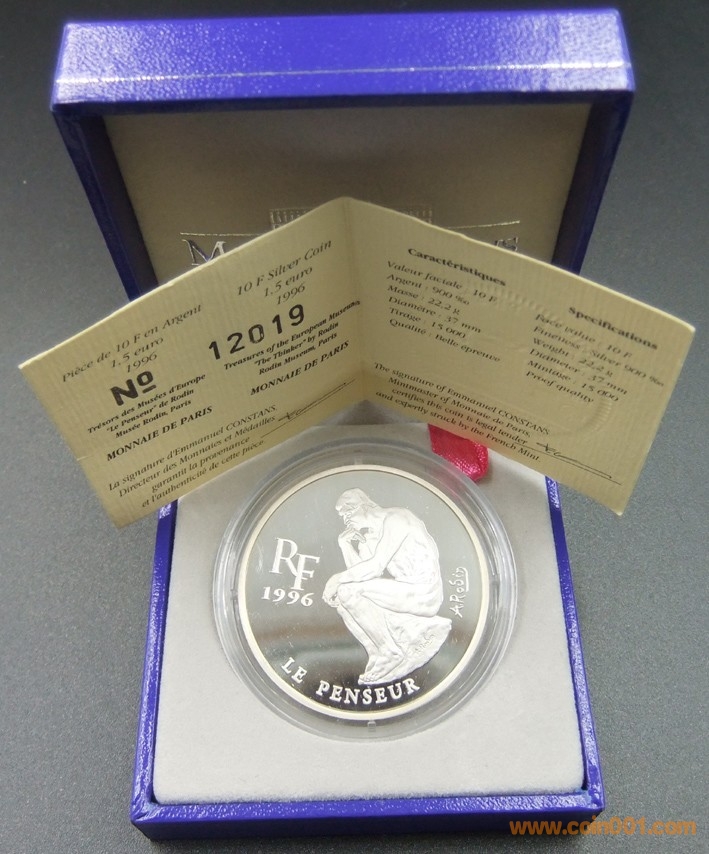 Pièce de 10 F en Argent
1.5 euro
1996
10 F Silver Coin
1.5 euro
1996
Nº 12019
Trésors des Musées d'Europe
"Le Penseur" de Rodin
Musée Rodin, Paris
MONNAIE DE PARIS
Treasures of the European Museums
"The Thinker" by Rodin
Rodin Museum, Paris
MONNAIE DE PARIS
La signature d'Emmanuel CONSTANS,
Directeur des Monnaies et Médailles
garantit la provenance
et l'authenticité de cette pièce
Caractéristiques
Valeur faciale : 10 F
Argent : 900 ‰
Masse : 22.2 g
Diamètre : 37 mm
Tirage : 15 000
Qualité : Belle épreuve
Specifications
Face value : 10 F
Fineness : Silver 900 ‰
Weight : 22.2 g
Diameter : 37 mm
Mintage : 15 000
Proof quality
The signature of Emmanuel CONSTANS,
Mintmaster of Monnaie de Paris,
certifies this coin is legal tender
and expertly struck by the French Mint
RF
1996
LE PENSEUR
www.coin001.com